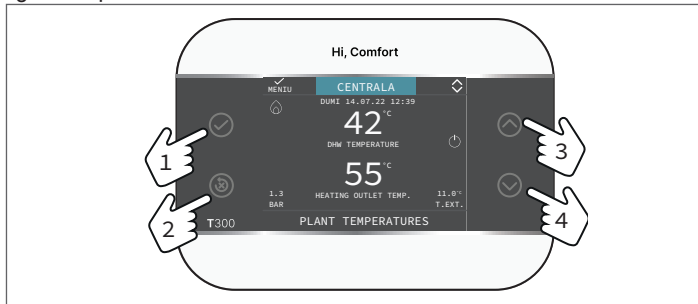 Hi, Comfort
MENIU
CENTRALA
DUMI 14.07.22 12:39
42°C
DHW TEMPERATURE
55°C
1.3
BAR
HEATING OUTLET TEMP.
11.0°C
T.EXT.
T300
PLANT TEMPERATURES
1
2
3
4